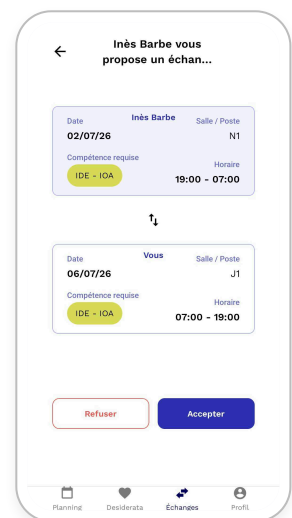 Inès Barbe vous
propose un échan...
Date
Inès Barbe
Salle / Poste
02/07/26
N1
Compétence requise
Horaire
IDE - IOA
19:00 - 07:00
Date
Vous
Salle / Poste
06/07/26
J1
Compétence requise
Horaire
IDE - IOA
07:00 - 19:00
Refuser
Accepter
Planning
Desiderata
Échanges
Profil